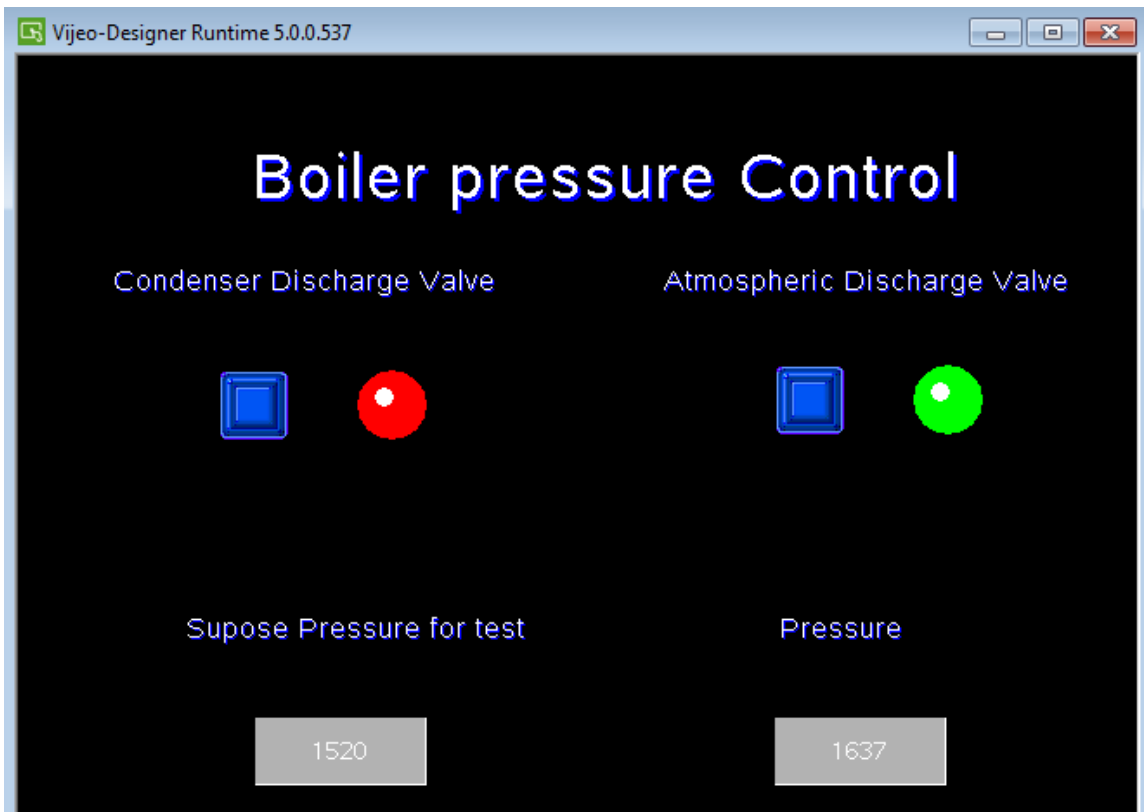 Vijeo-Designer Runtime 5.0.0.537
Boiler pressure Control
Condenser Discharge Valve
Atmospheric Discharge Valve
Supose Pressure for test
Pressure
1520
1637